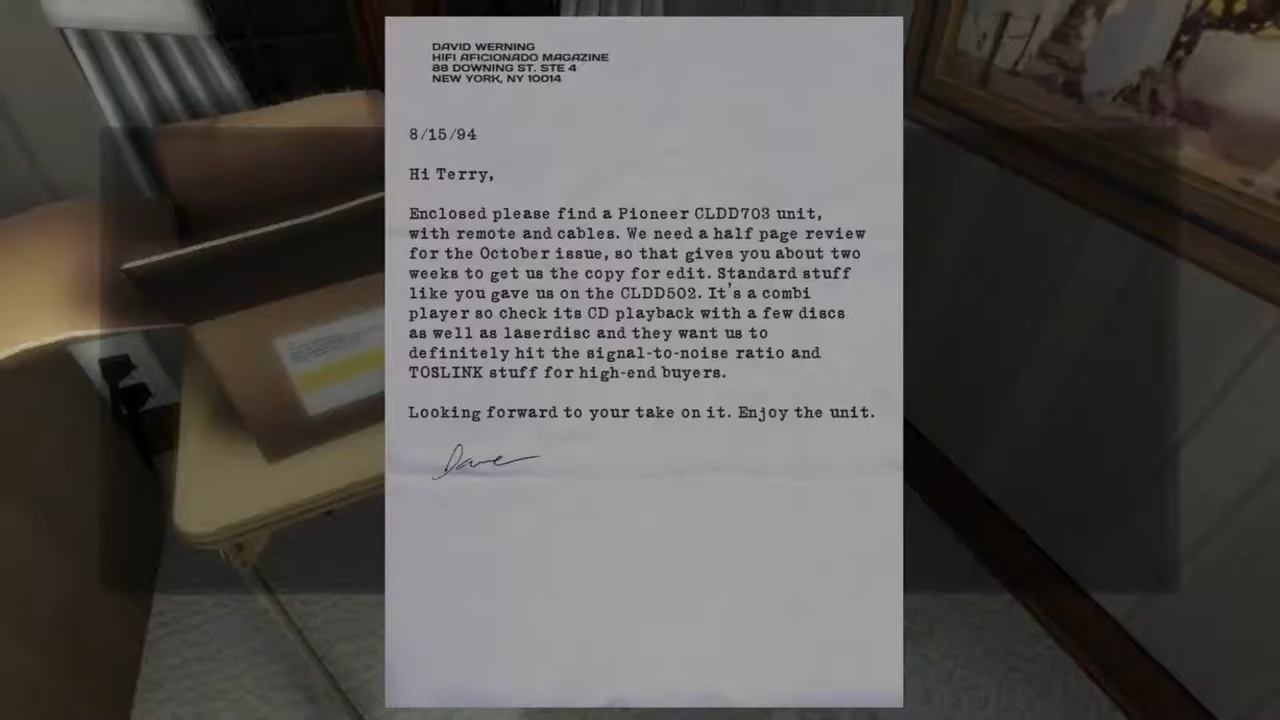 DAVID WERNING
HIFI AFICIONADO MAGAZINE
88 DOWNING ST. STE 4
NEW YORK, NY 10014
8/15/94
Hi Terry,
Enclosed please find a Pioneer CLDD703 unit,
with remote and cables. We need a half page review
for the October issue, so that gives you about two
weeks to get us the copy for edit. Standard stuff
like you gave us on the CLDD502. It's a combi
player so check its CD playback with a few discs
as well as laserdisc and they want us to
definitely hit the signal-to-noise ratio and
TOSLINK stuff for high-end buyers.
Looking forward to your take on it. Enjoy the unit.
Dave